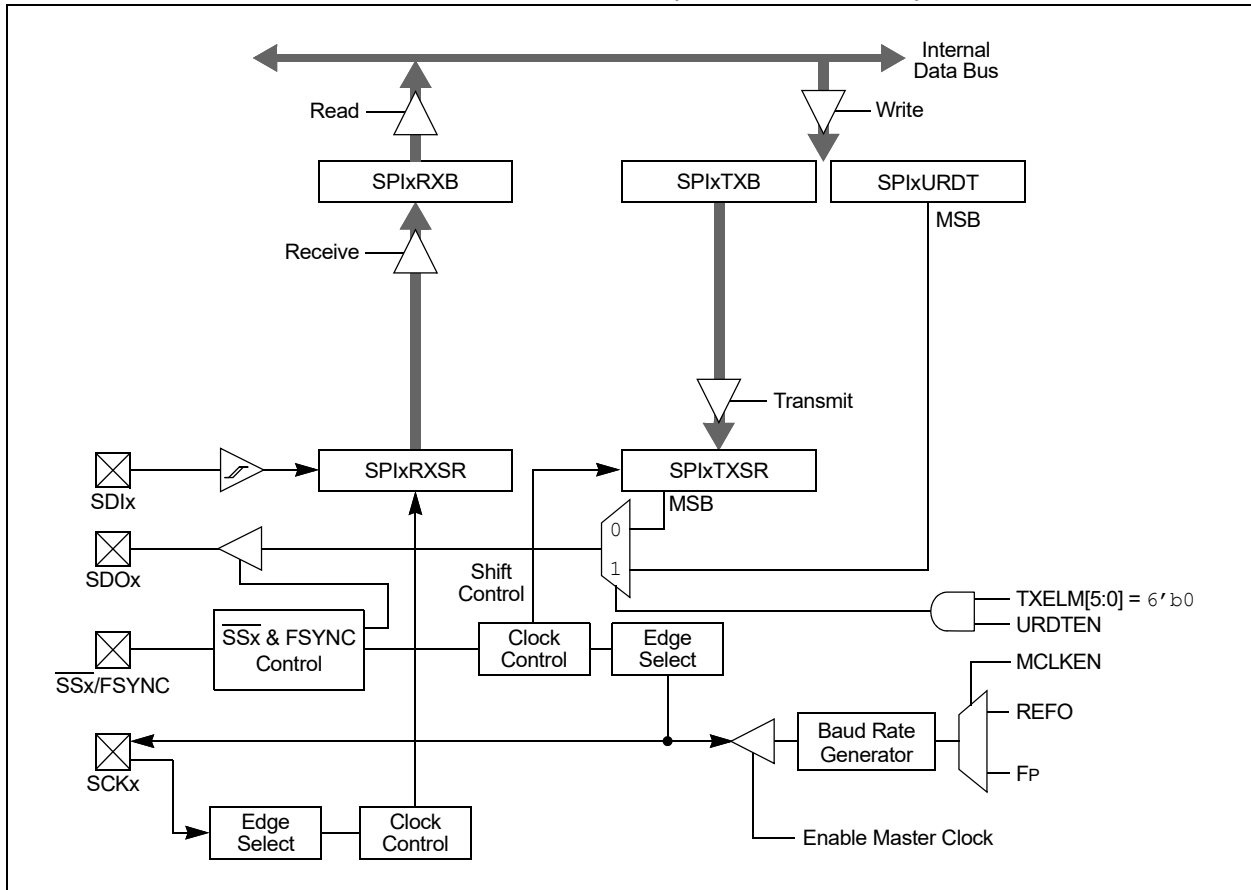 Internal
Data Bus
Read
Write
SPIxRXB
SPIxTXB
SPIxURDT
MSB
Receive
Transmit
SPIxRXSR
SPIxTXSR
MSB
SDIx
0
1
SDOx
Shift
Control
TXELM[5:0] = 6’b0
URDTEN
SSx & FSYNC
Control
Clock
Control
Edge
Select
SSx/FSYNC
MCLKEN
REFO
Baud Rate
Generator
FP
SCKx
Edge
Select
Clock
Control
Enable Master Clock